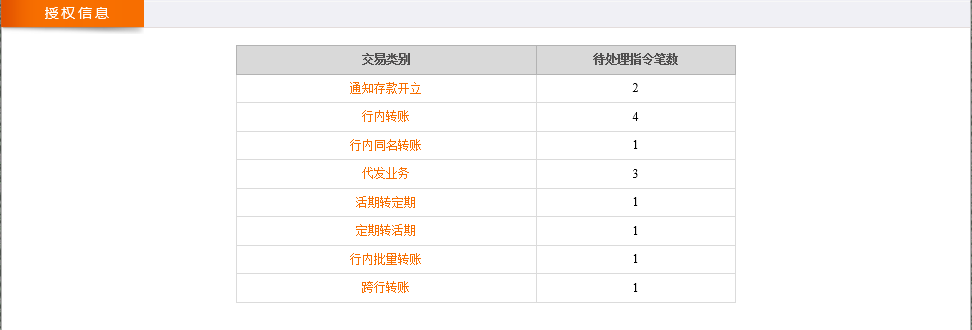 授权信息
交易类别 待处理指令笔数
通知存款开立 2
行内转账 4
行内同名转账 1
代发业务 3
活期转定期 1
定期转活期 1
行内批量转账 1
跨行转账 1